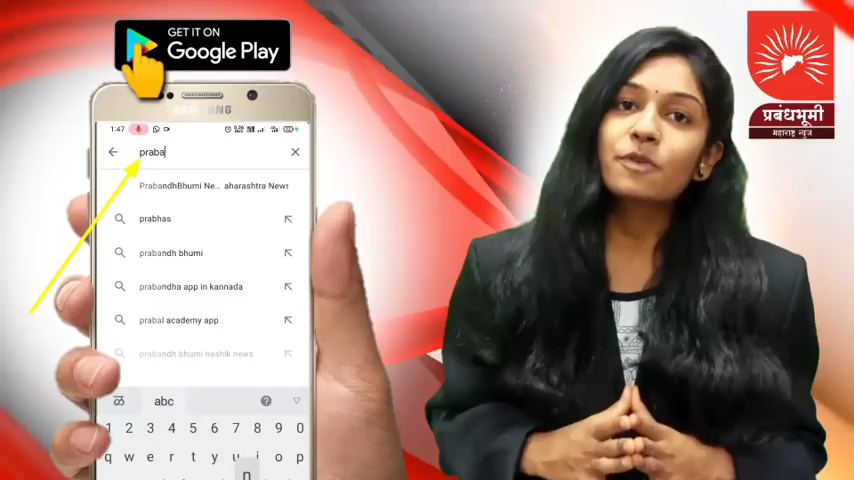 GET IT ON
Google Play
SAMSUNG
1:47
praba
PrabandhBhumi Ne... aharashtra News
prabhas
prabandh bhumi
prabandha app in kannada
prabal academy app
prabandh bhumi nashik news
abc
1 2 3 4 5 6 7 8 9 0
q w e r t y u i o p
n
प्रबंधभूमी
महाराष्ट्र न्यूज